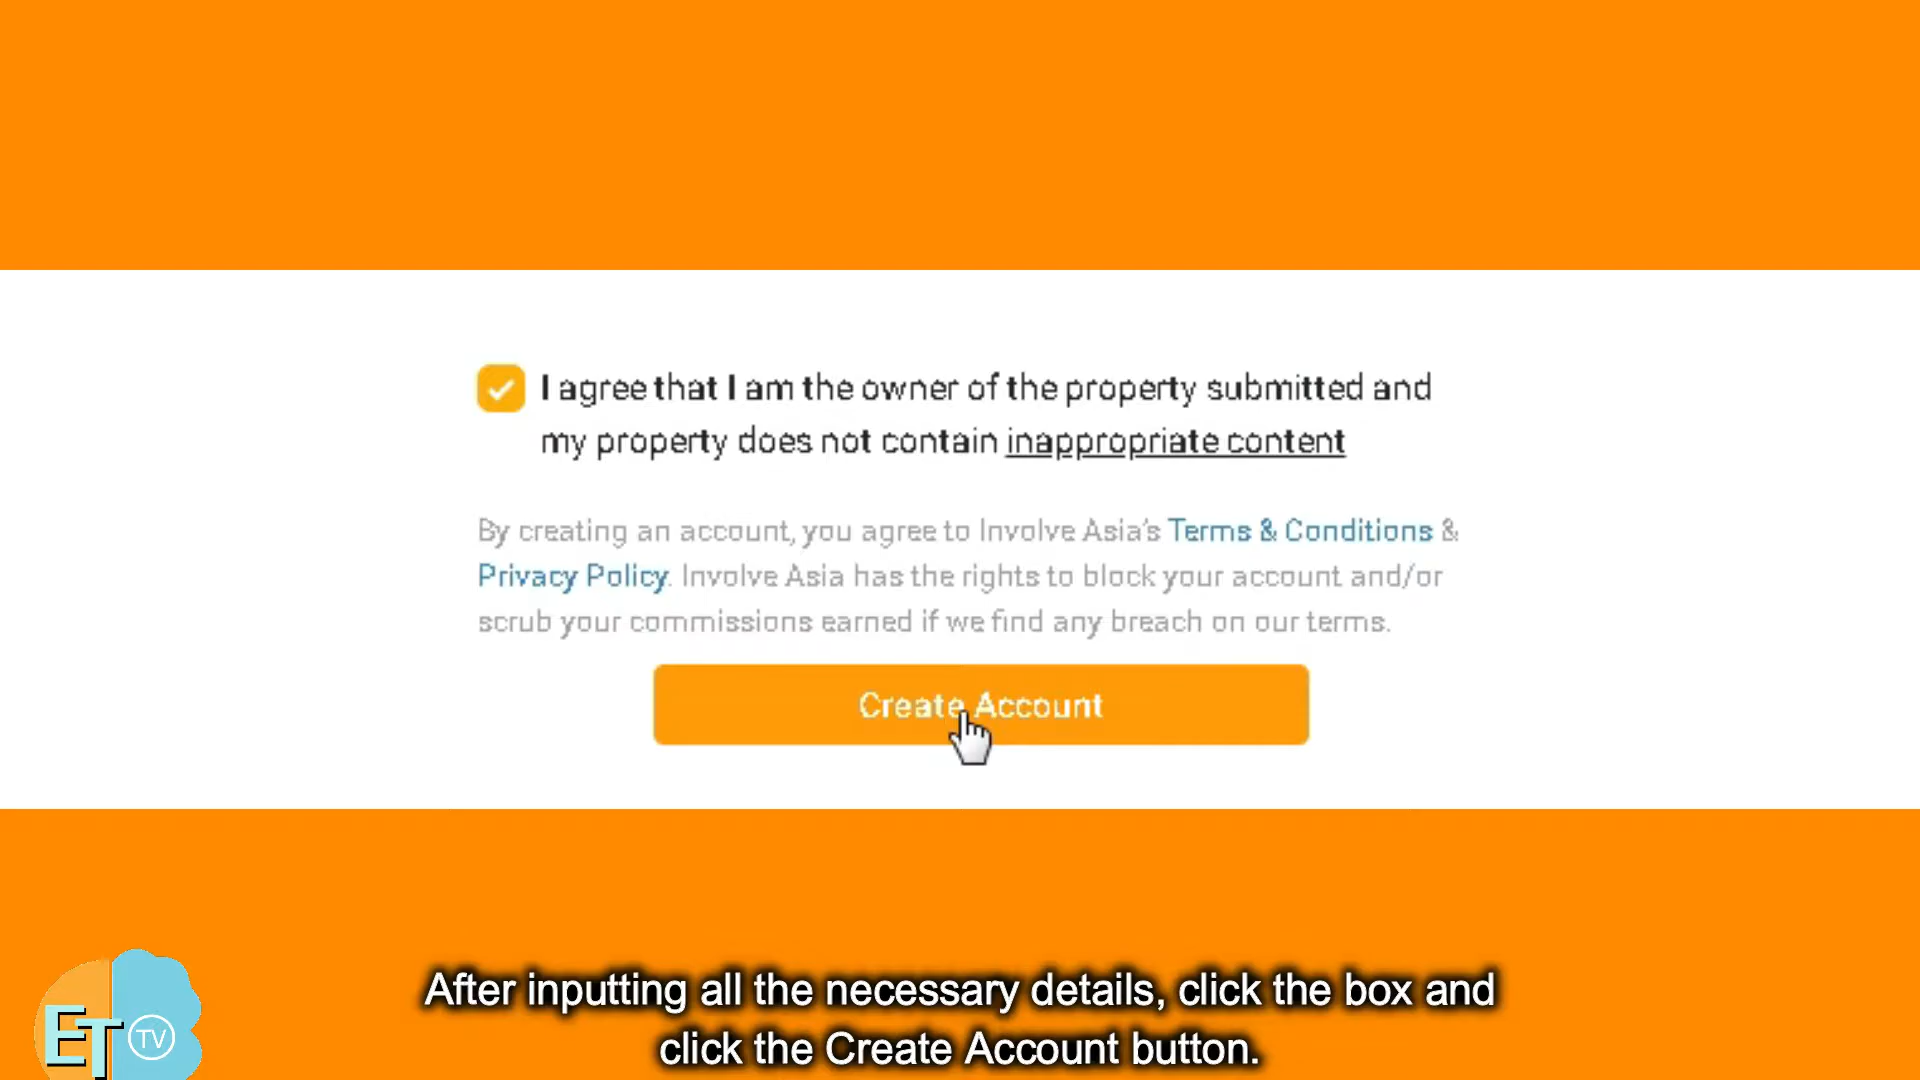 I agree that I am the owner of the property submitted and
my property does not contain inappropriate content
By creating an account, you agree to Involve Asia's Terms & Conditions &
Privacy Policy. Involve Asia has the rights to block your account and/or
scrub your commissions earned if we find any breach on our terms.
Create Account
After inputting all the necessary details, click the box and
click the Create Account button.
ET TV